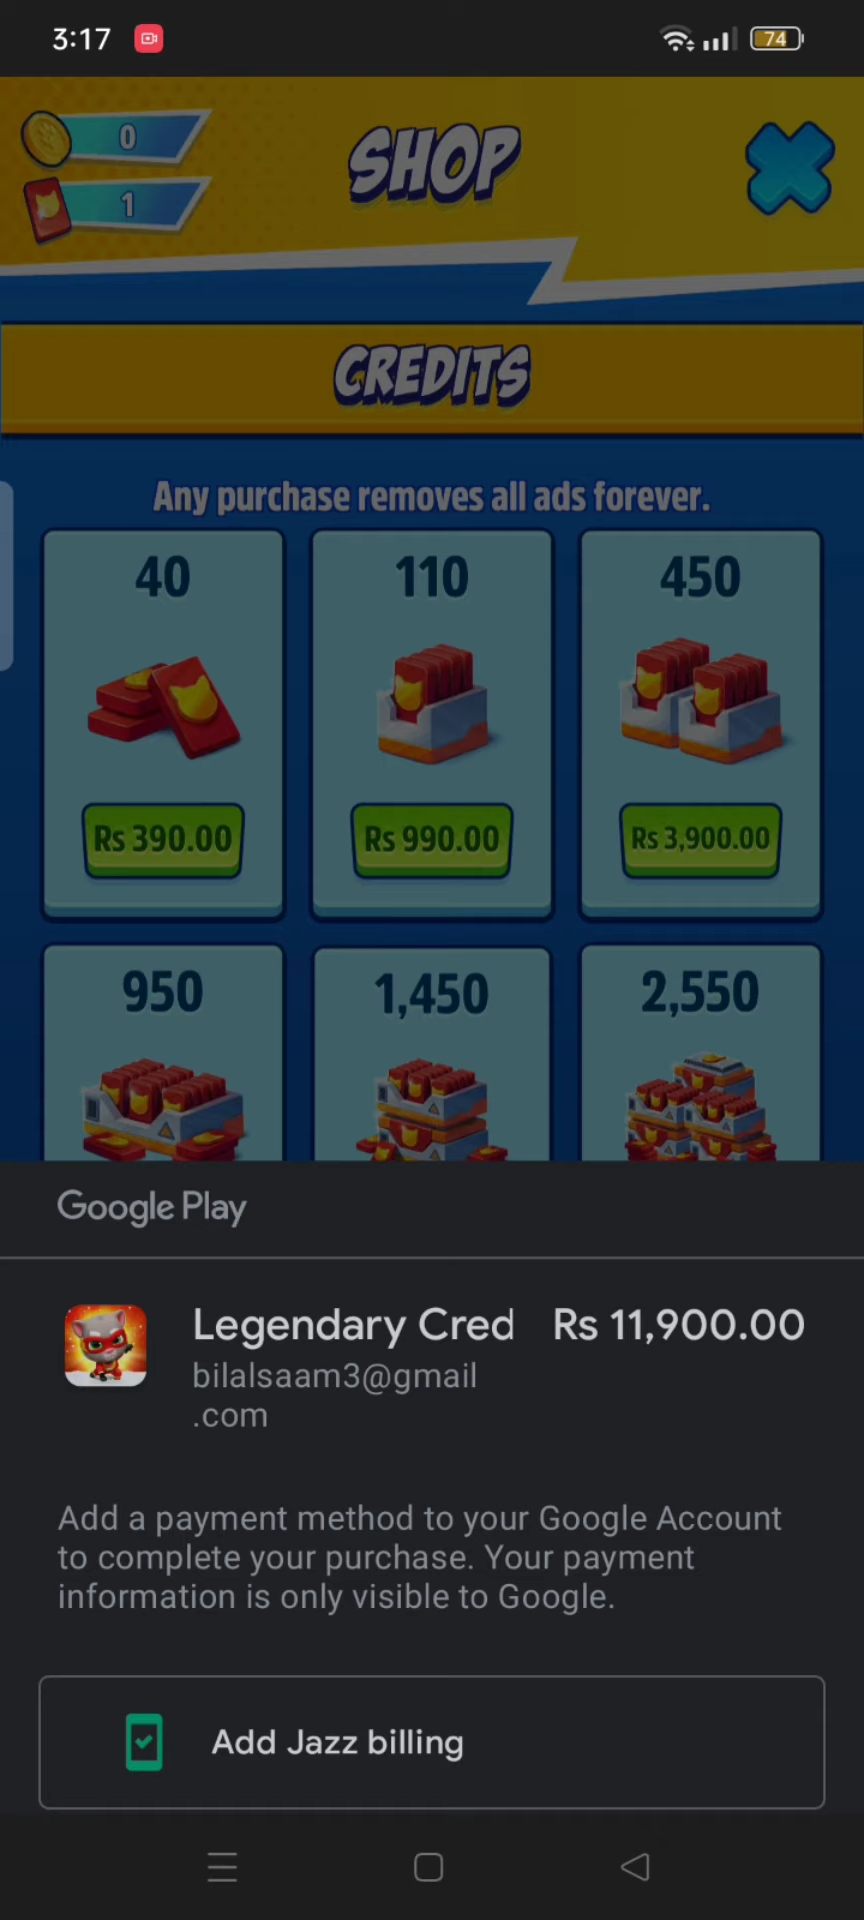 3:17
74
0
SHOP
1
CREDITS
Any purchase removes all ads forever.
40
110
450
Rs 390.00
Rs 990.00
Rs 3,900.00
950
1,450
2,550
Google Play
Legendary Cred Rs 11,900.00
bilalsaam3@gmail
.com
Add a payment method to your Google Account
to complete your purchase. Your payment
information is only visible to Google.
Add Jazz billing